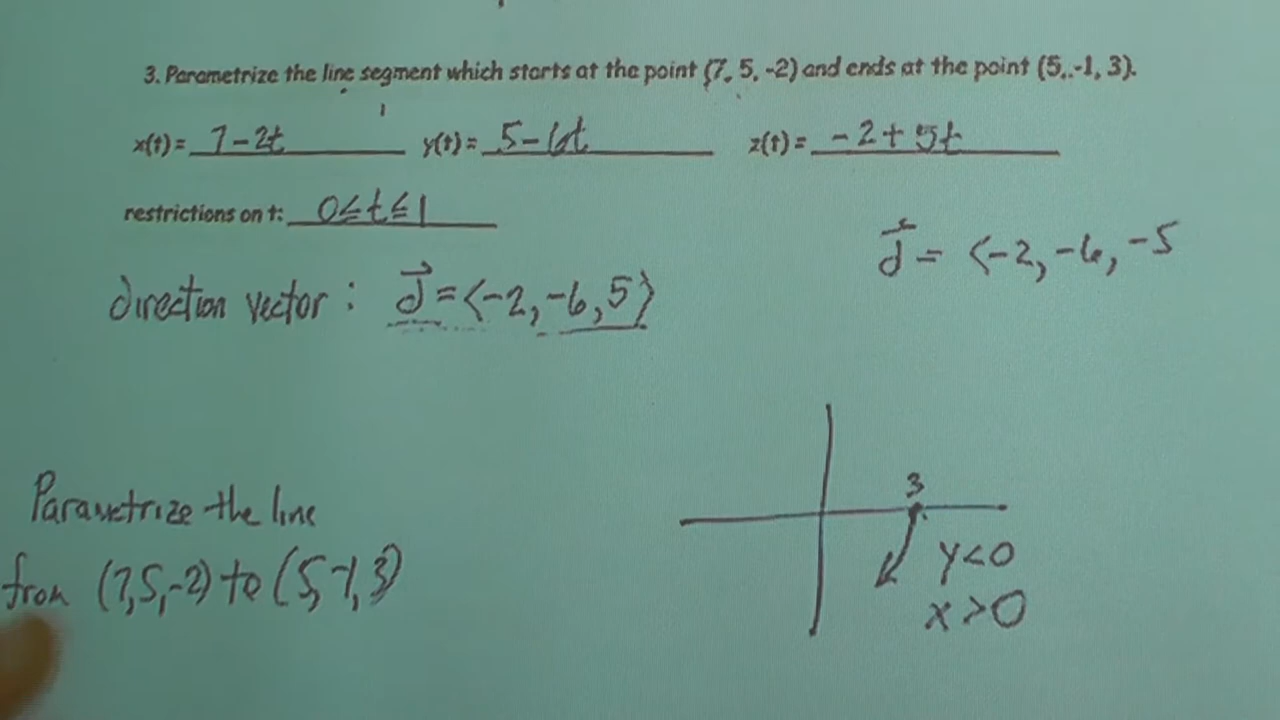 3. Parametrize the line segment which starts at the point (7, 5, -2) and ends at the point (5, -1, 3).
x(t) = 7-2t y(t) = 5-6t z(t) = -2+5t
restrictions on t: 0≤t≤1
d⃗ = ⟨-2, -6, -5
direction vector: d⃗ = ⟨-2, -6, 5⟩
3
Parametrize the line
y<0
from (7,5,-2) to (5,-1,3)
x>0